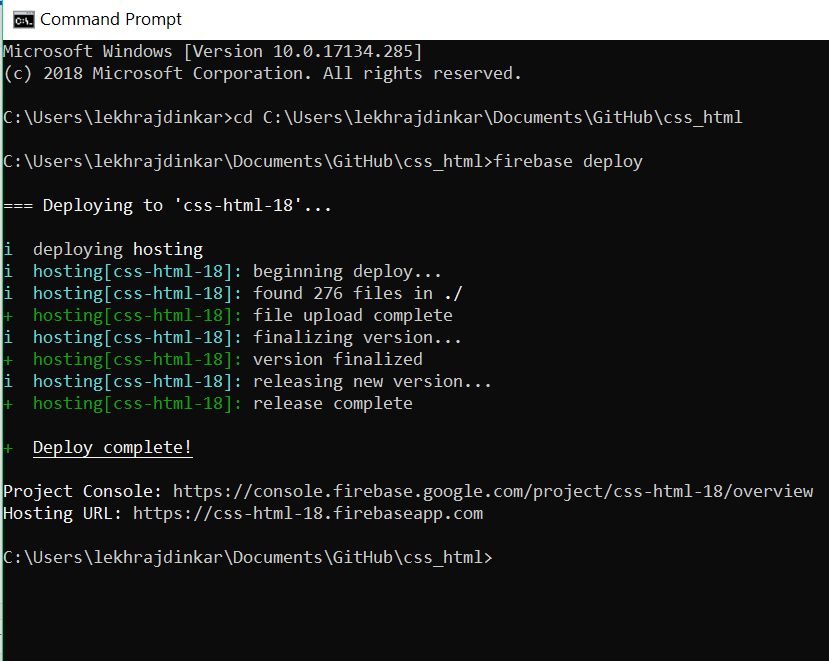 Command Prompt
Microsoft Windows [Version 10.0.17134.285]
(c) 2018 Microsoft Corporation. All rights reserved.
C:\Users\lekhrajdinkar>cd C:\Users\lekhrajdinkar\Documents\GitHub\css_html
C:\Users\lekhrajdinkar\Documents\GitHub\css_html>firebase deploy
=== Deploying to 'css-html-18'...
i  deploying hosting
i  hosting[css-html-18]: beginning deploy...
i  hosting[css-html-18]: found 276 files in ./
+  hosting[css-html-18]: file upload complete
i  hosting[css-html-18]: finalizing version...
+  hosting[css-html-18]: version finalized
i  hosting[css-html-18]: releasing new version...
+  hosting[css-html-18]: release complete
+  Deploy complete!
Project Console: https://console.firebase.google.com/project/css-html-18/overview
Hosting URL: https://css-html-18.firebaseapp.com
C:\Users\lekhrajdinkar\Documents\GitHub\css_html>